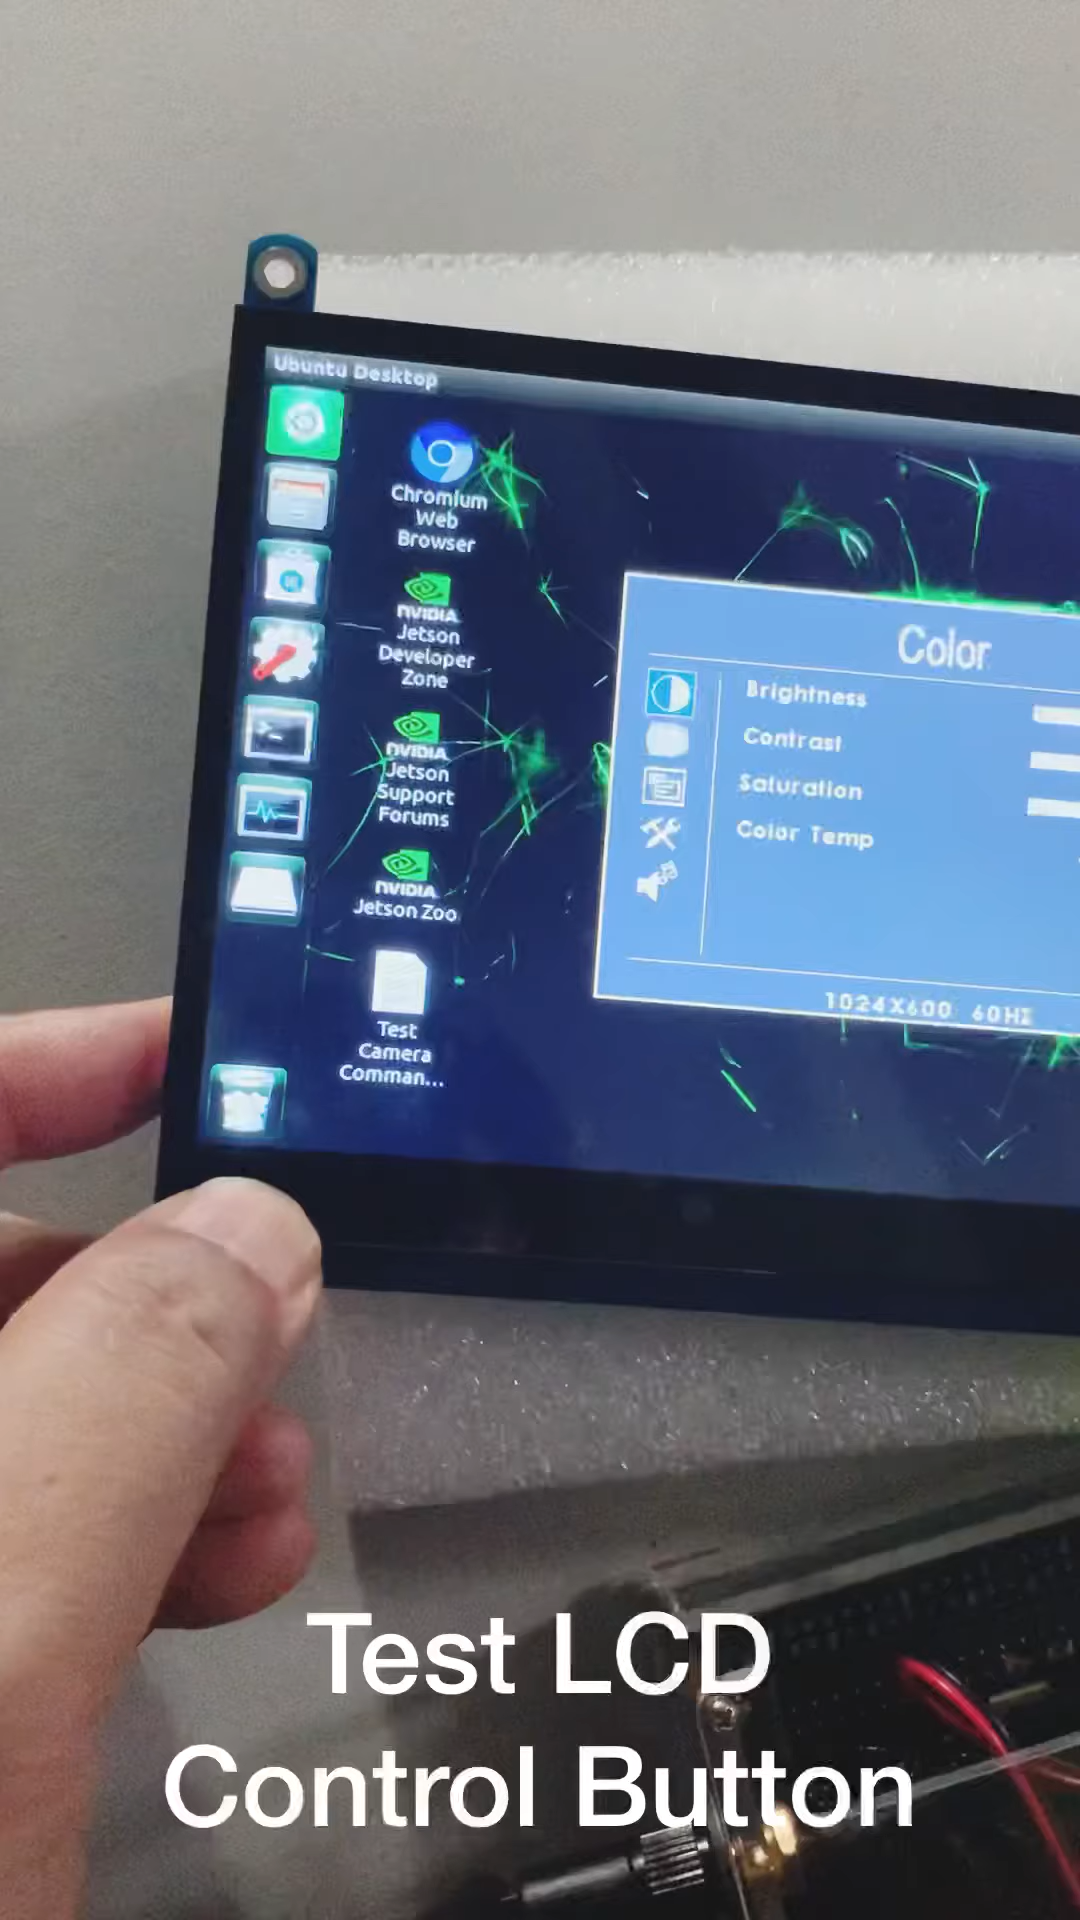 Ubuntu Desktop
Chromium
Web
Browser
NVIDIA.
Jetson
Developer
Zone
NVIDIA.
Jetson
Support
Forums
NVIDIA.
Jetson Zoo
Test
Camera
Comman...
Color
Brightness
Contrast
Saturation
Color Temp
1024X600 60HZ
Test LCD
Control Button